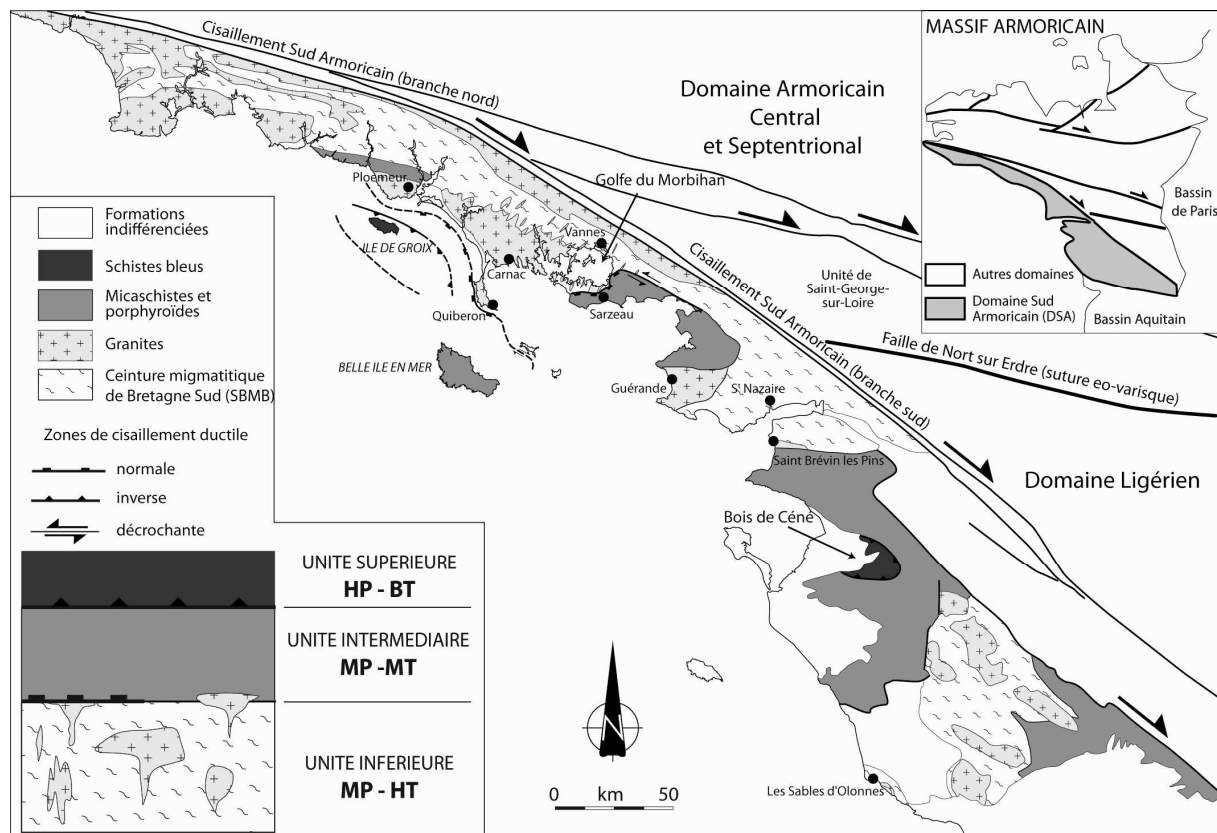 MASSIF ARMORICAIN
Bassin
de Paris
Autres domaines
Domaine Sud
Armoricain (DSA)
Bassin Aquitain
Cisaillement Sud Armoricain (branche nord)
Domaine Armoricain
Central
et Septentrional
Golfe du Morbihan
Ploemeur
ILE DE GROIX
Vannes
Carnac
Quiberon
Sarzeau
BELLE ILE EN MER
Cisaillement Sud Armoricain (branche sud)
Unité de
Saint-George-
sur-Loire
Faille de Nort sur Erdre (suture eo-varisque)
Guérande
St Nazaire
Saint Brévin les Pins
Domaine Ligérien
Bois de Céné
Les Sables d'Olonnes
Formations
indifférenciées
Schistes bleus
Micaschistes et
porphyroïdes
Granites
Ceinture migmatitique
de Bretagne Sud (SBMB)
Zones de cisaillement ductile
normale
inverse
décrochante
UNITE SUPERIEURE
HP - BT
UNITE INTERMEDIAIRE
MP -MT
UNITE INFERIEURE
MP - HT
N
0 km 50